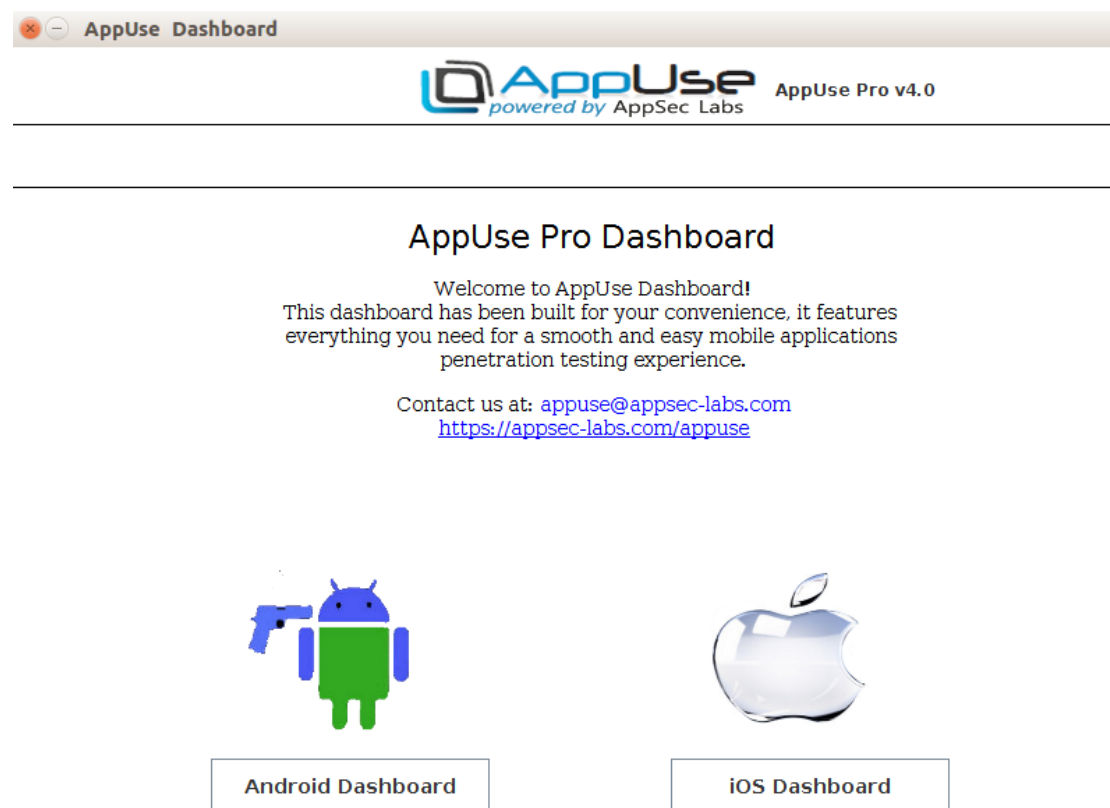 AppUse Dashboard
AppUse
powered by AppSec Labs
AppUse Pro v4.0
AppUse Pro Dashboard
Welcome to AppUse Dashboard!
This dashboard has been built for your convenience, it features
everything you need for a smooth and easy mobile applications
penetration testing experience.
Contact us at: appuse@appsec-labs.com
https://appsec-labs.com/appuse
Android Dashboard
iOS Dashboard